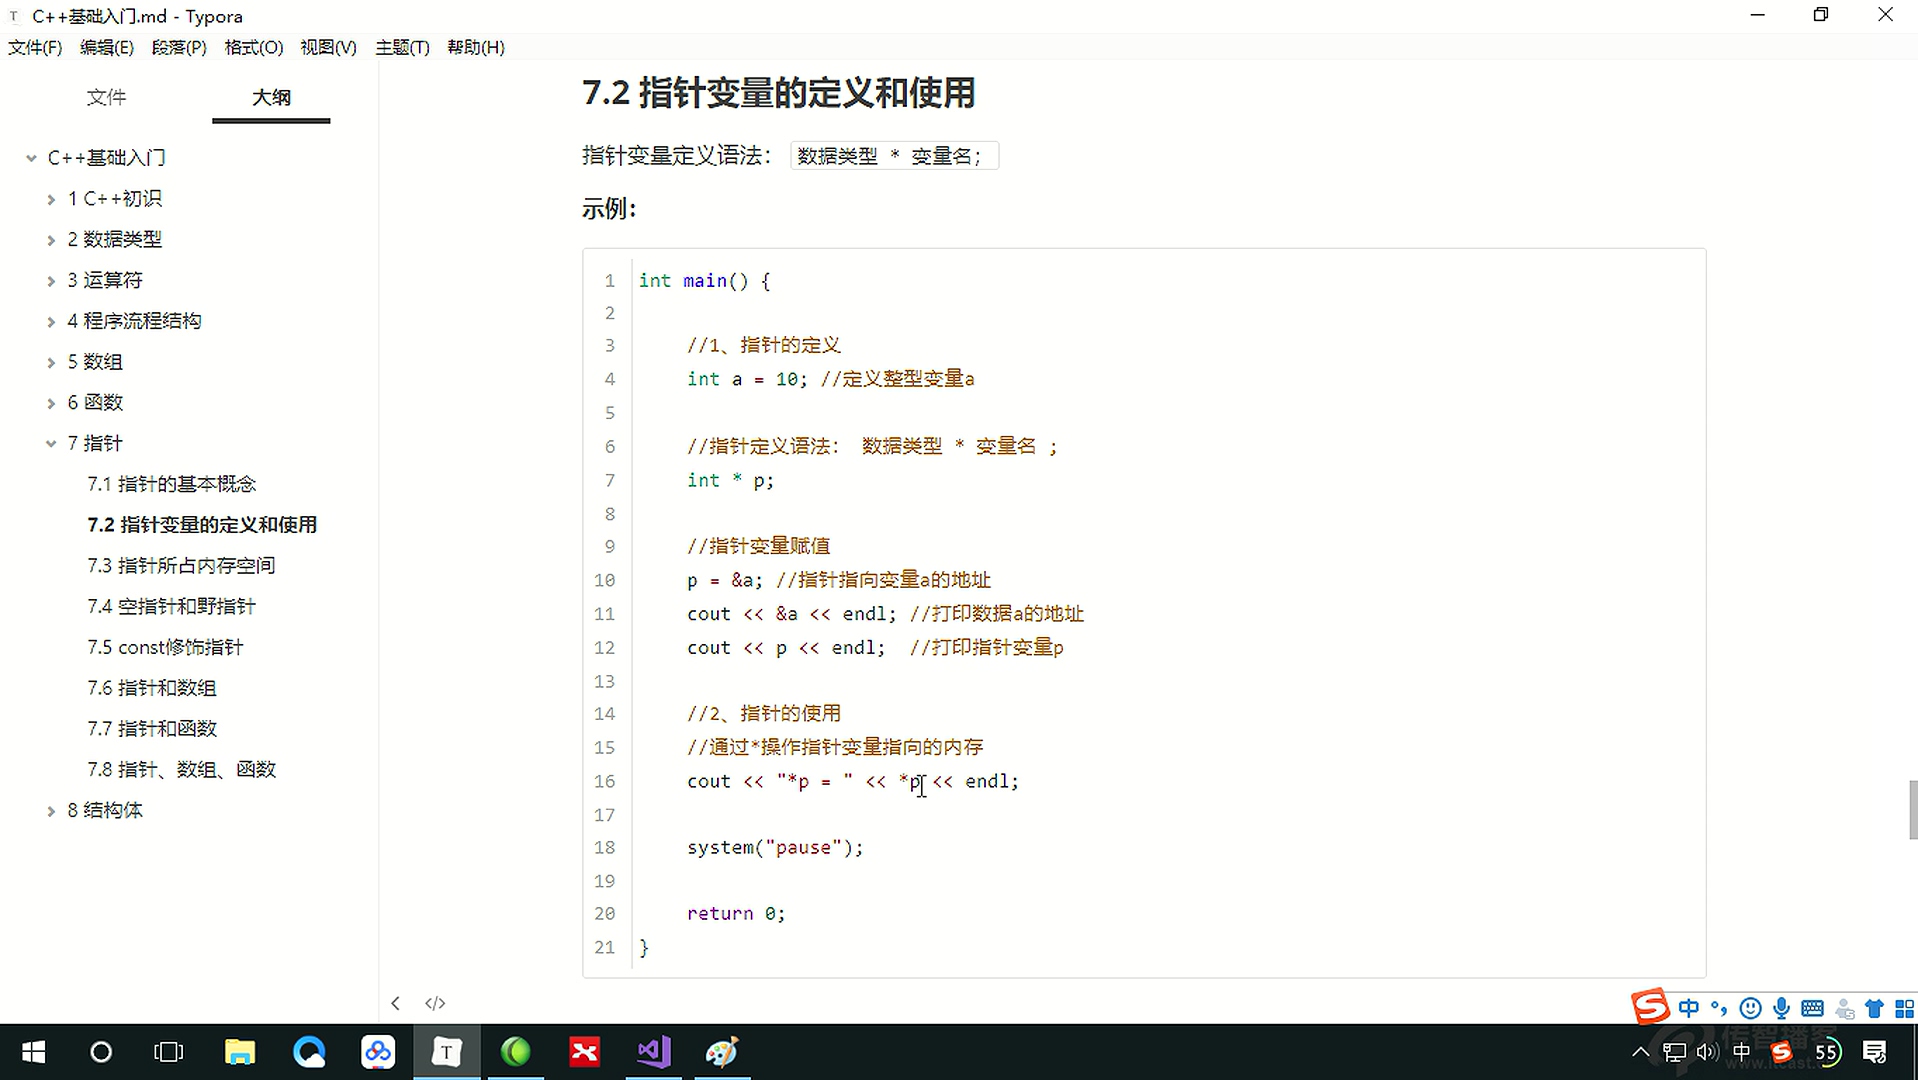 C++基础入门.md - Typora
文件(F) 编辑(E) 段落(P) 格式(O) 视图(V) 主题(T) 帮助(H)
文件 大纲
C++基础入门
1 C++初识
2 数据类型
3 运算符
4 程序流程结构
5 数组
6 函数
7 指针
7.1 指针的基本概念
7.2 指针变量的定义和使用
7.3 指针所占内存空间
7.4 空指针和野指针
7.5 const修饰指针
7.6 指针和数组
7.7 指针和函数
7.8 指针、数组、函数
8 结构体
7.2 指针变量的定义和使用
指针变量定义语法： 数据类型 * 变量名；
示例：
1 int main() {
2
3 //1、指针的定义
4 int a = 10; //定义整型变量a
5
6 //指针定义语法： 数据类型 * 变量名 ;
7 int * p;
8
9 //指针变量赋值
10 p = &a; //指针指向变量a的地址
11 cout << &a << endl; //打印数据a的地址
12 cout << p << endl;  //打印指针变量p
13
14 //2、指针的使用
15 //通过*操作指针变量指向的内存
16 cout << "*p = " << *p << endl;
17
18 system("pause");
19
20 return 0;
21 }
</>
中
T
中 55
传智播客
www.itcast.cn